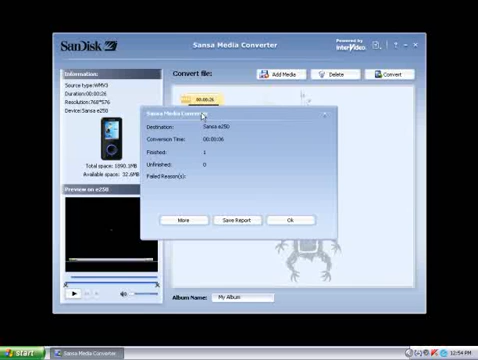 SanDisk
Sansa Media Converter
Powered by
InterVideo
Information:
Source type:WMV3
Duration:00:00:26
Resolution:768*576
Device:Sansa e250
Total space: 1890.1MB
Available space: 32.6MB
Preview on e250
Convert file:
Add Media
Delete
Convert
00:00:26
Sansa Media Converter
Destination: Sansa e250
Conversion Time: 00:00:06
Finished: 1
Unfinished: 0
Failed Reason(s):
More
Save Report
Ok
Album Name: My Album
start
Sansa Media Converter
12:54 PM